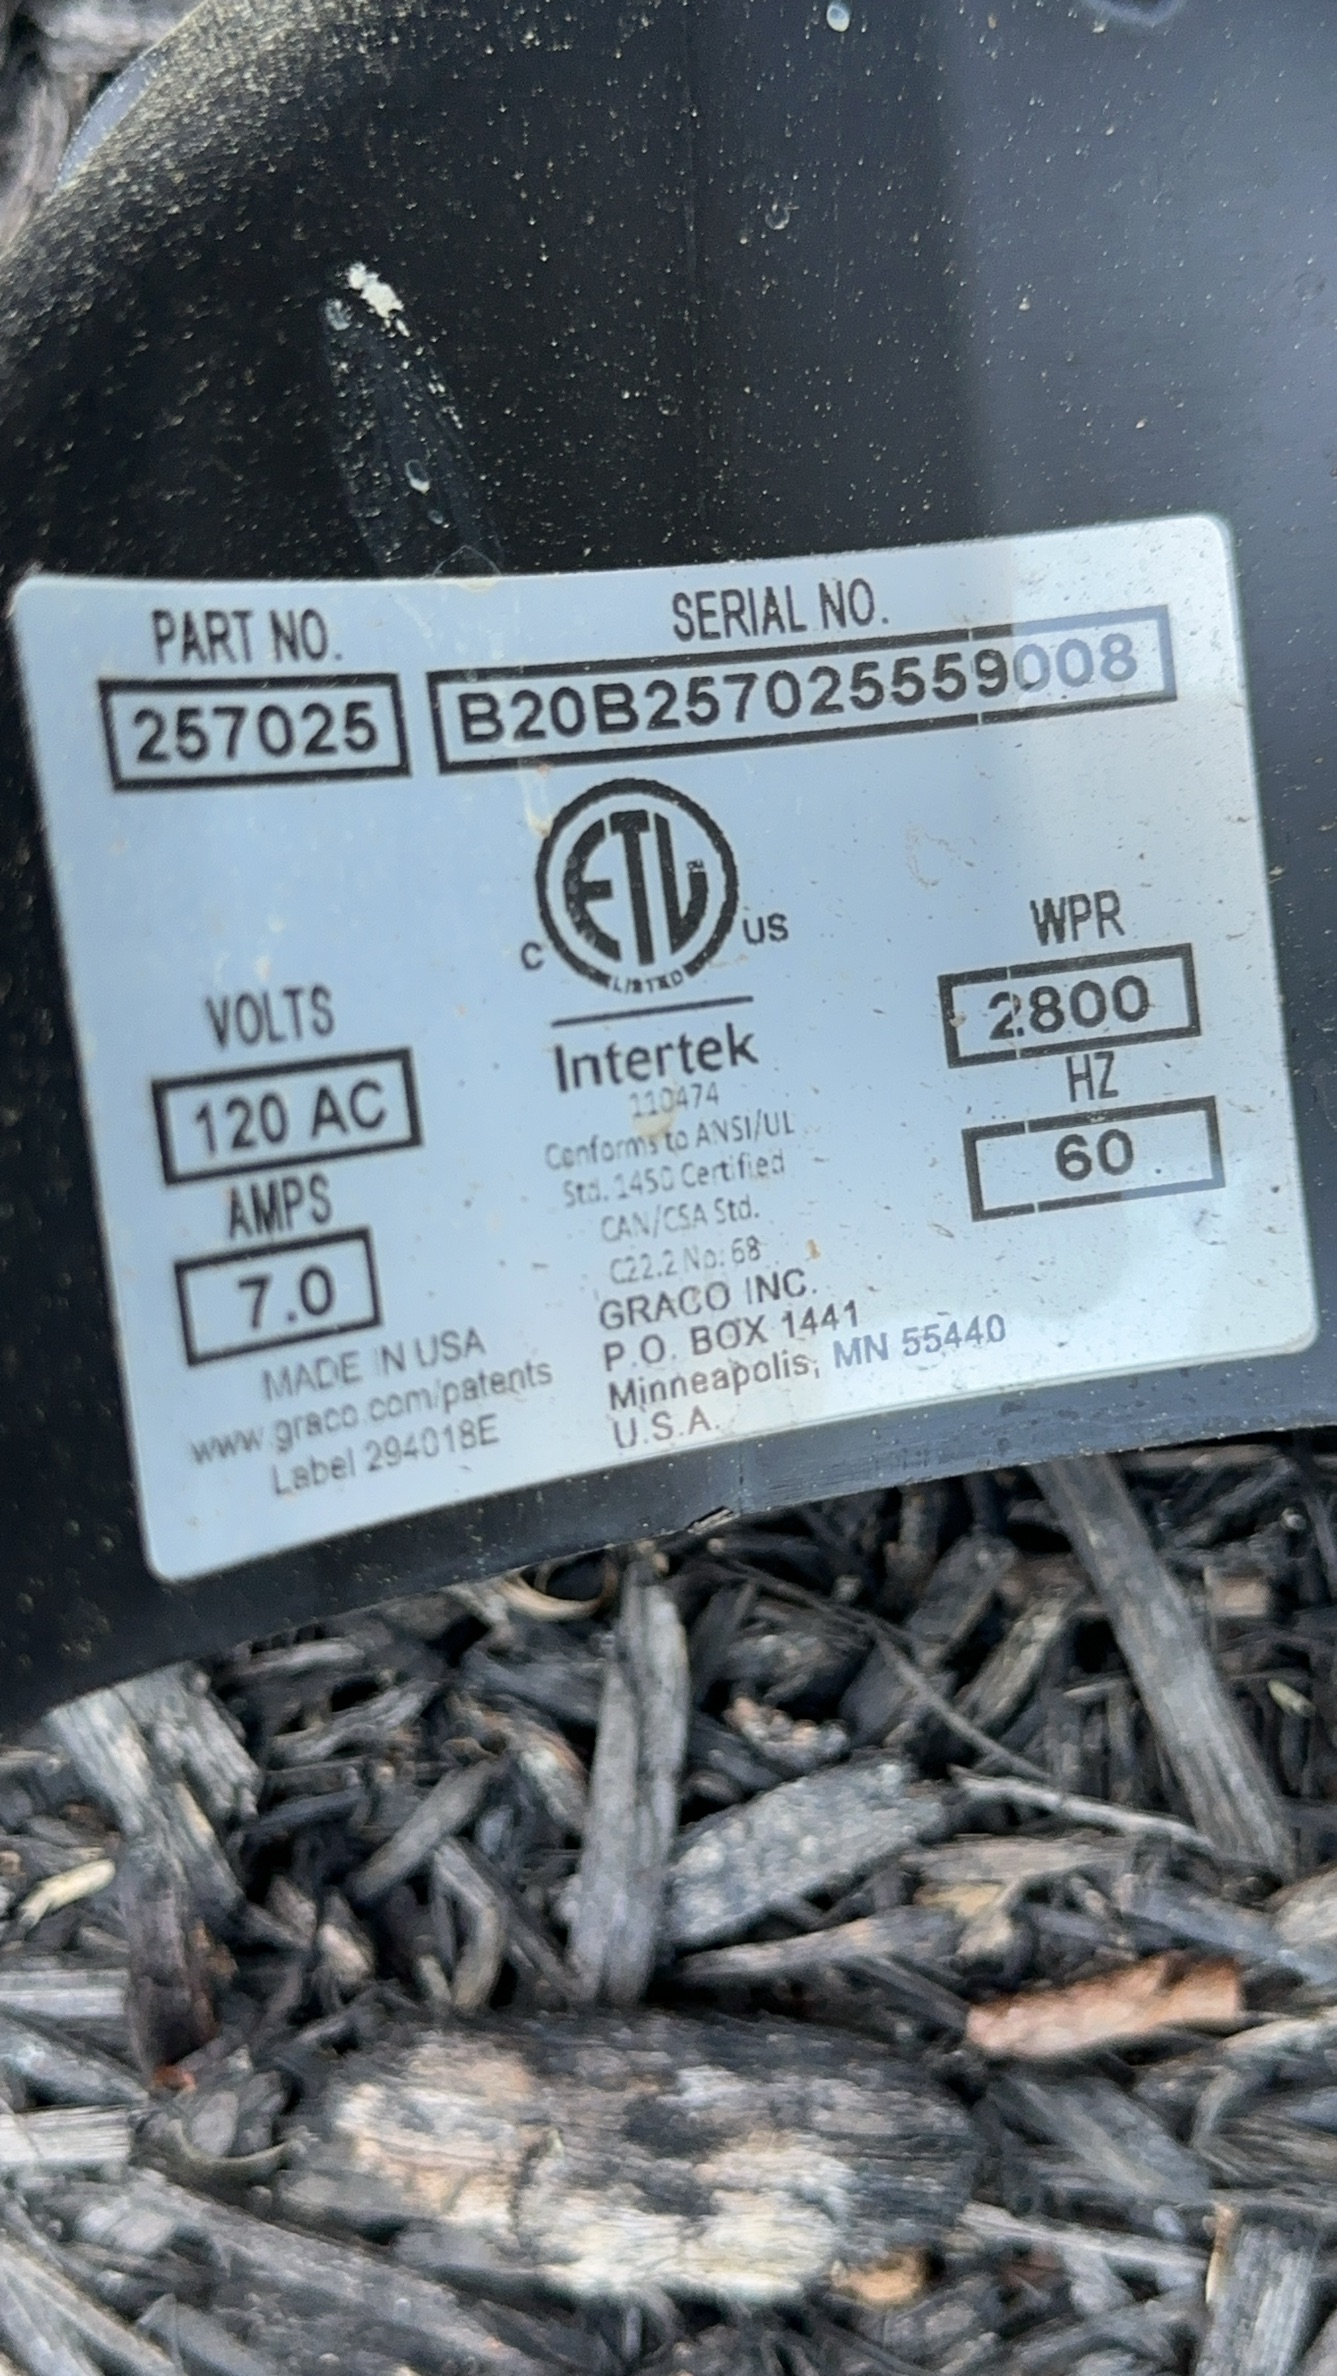 PART NO.
SERIAL NO.
257025
B20B257025559008
ETL
LISTED
C
US
Intertek
110474
Conforms to ANSI/UL
Std. 1450 Certified
CAN/CSA Std.
C22.2 No: 68
VOLTS
120 AC
AMPS
7.0
WPR
2800
HZ
60
MADE IN USA
www.graco.com/patents
Label 294018E
GRACO INC.
P.O. BOX 1441
Minneapolis, MN 55440
U.S.A.